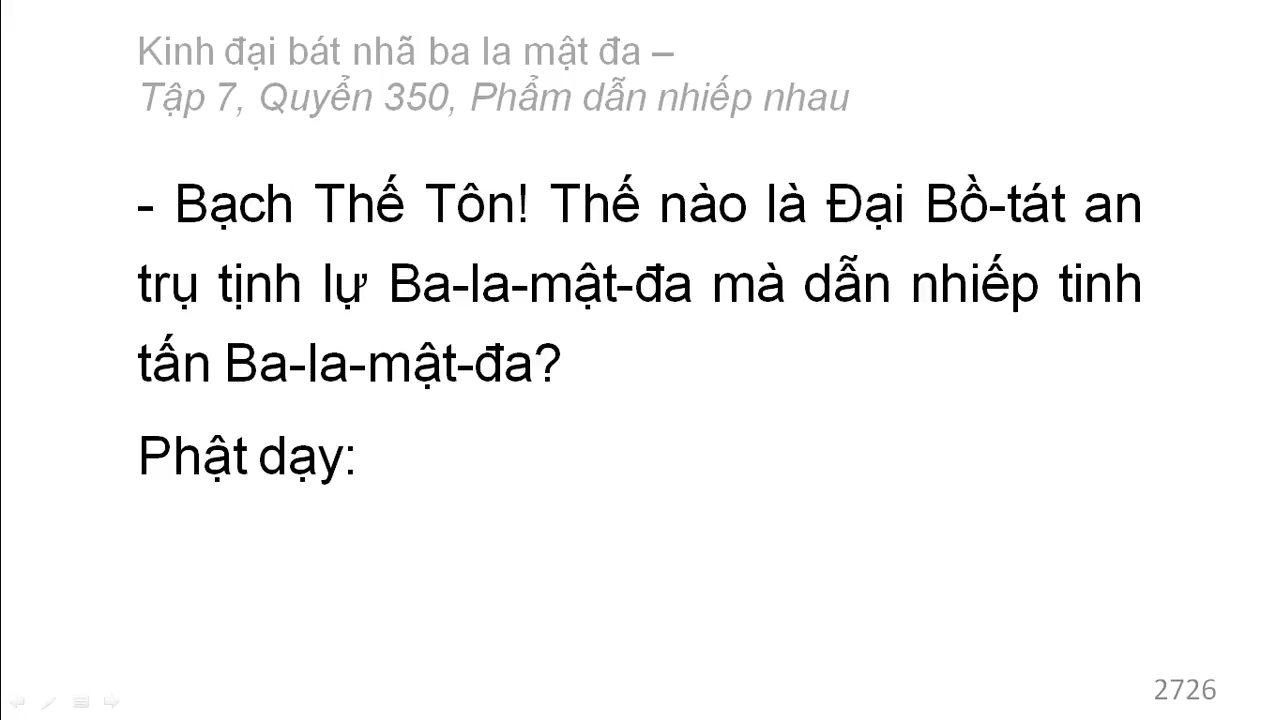 Kinh đại bát nhã ba la mật đa –
Tập 7, Quyển 350, Phẩm dẫn nhiếp nhau
- Bạch Thế Tôn! Thế nào là Đại Bồ-tát an
trụ tịnh lự Ba-la-mật-đa mà dẫn nhiếp tinh
tấn Ba-la-mật-đa?
Phật dạy:
2726